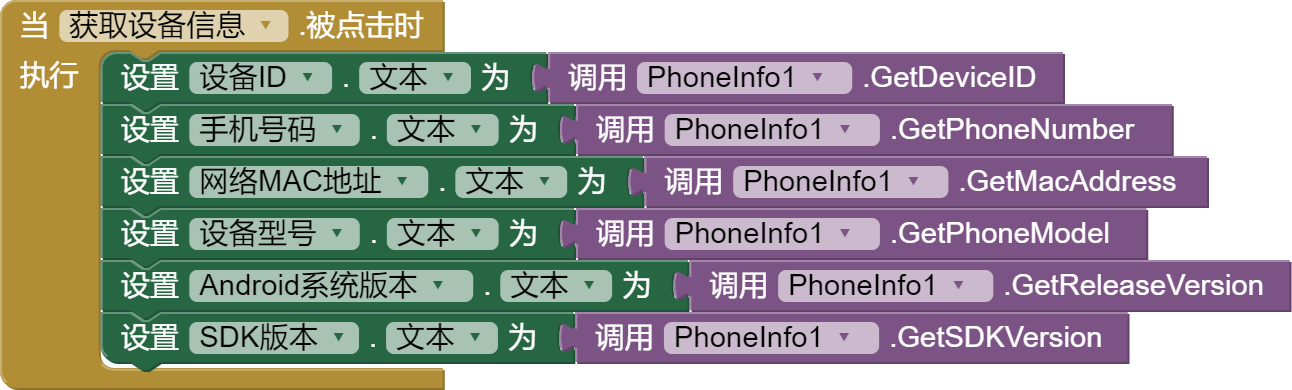 当 获取设备信息 .被点击时
执行 设置 设备ID . 文本 为 调用 PhoneInfo1 .GetDeviceID
设置 手机号码 . 文本 为 调用 PhoneInfo1 .GetPhoneNumber
设置 网络MAC地址 . 文本 为 调用 PhoneInfo1 .GetMacAddress
设置 设备型号 . 文本 为 调用 PhoneInfo1 .GetPhoneModel
设置 Android系统版本 . 文本 为 调用 PhoneInfo1 .GetReleaseVersion
设置 SDK版本 . 文本 为 调用 PhoneInfo1 .GetSDKVersion